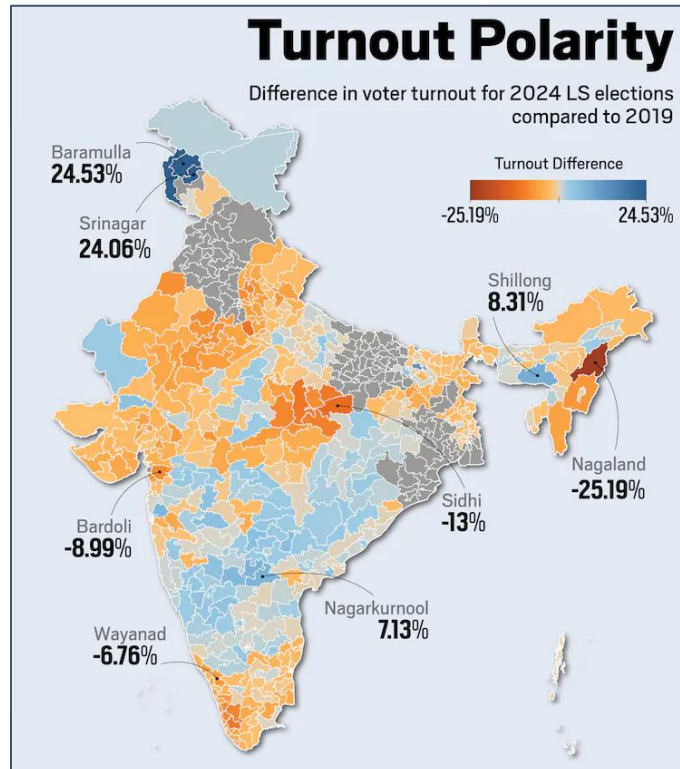 Turnout Polarity
Difference in voter turnout for 2024 LS elections
compared to 2019
Turnout Difference
-25.19%
24.53%
Baramulla
24.53%
Srinagar
24.06%
Shillong
8.31%
Nagaland
-25.19%
Sidhi
-13%
Bardoli
-8.99%
Nagarkurnool
7.13%
Wayanad
-6.76%